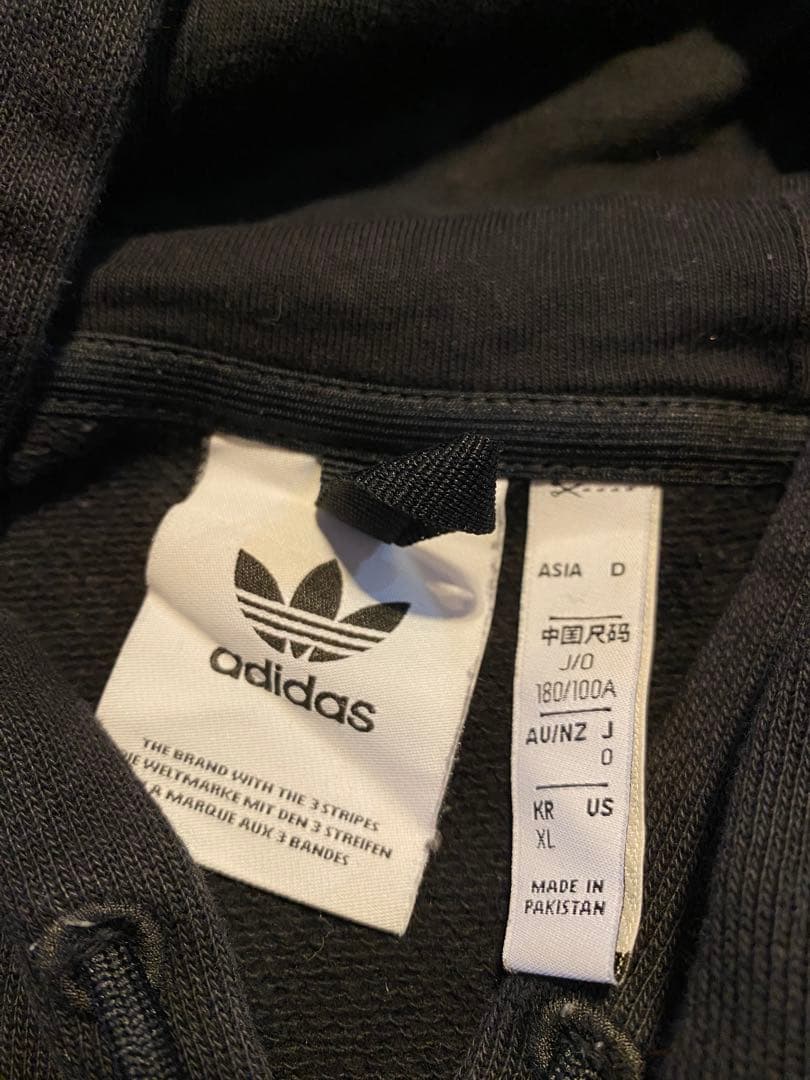 adidas
THE BRAND WITH THE 3 STRIPES
DIE WELTMARKE MIT DEN 3 STREIFEN
LA MARQUE AUX 3 BANDES
ASIA D
中国尺码
J/O
180/100A
AU/NZ J
O
KR US
XL
MADE IN
PAKISTAN